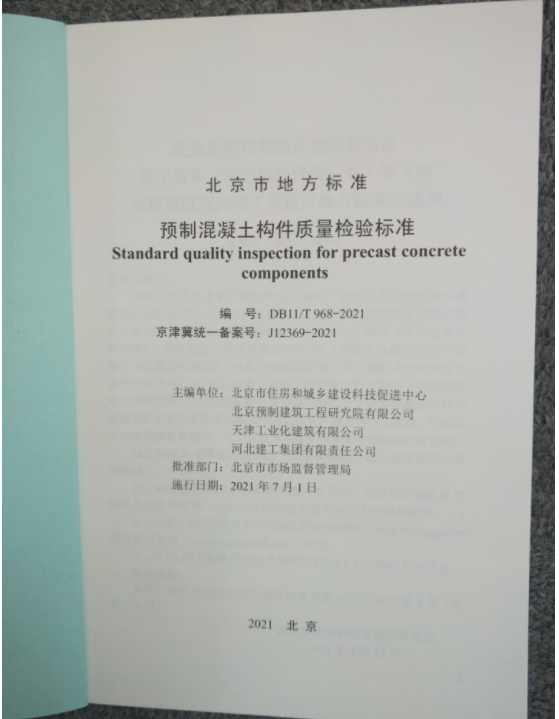 北京市地方标准
预制混凝土构件质量检验标准
Standard quality inspection for precast concrete
components
编 号：DB11/T 968-2021
京津冀统一备案号：J12369-2021
主编单位：北京市住房和城乡建设科技促进中心
北京预制建筑工程研究院有限公司
天津工业化建筑有限公司
河北建工集团有限责任公司
批准部门：北京市市场监督管理局
施行日期：2021年7月1日
2021 北京